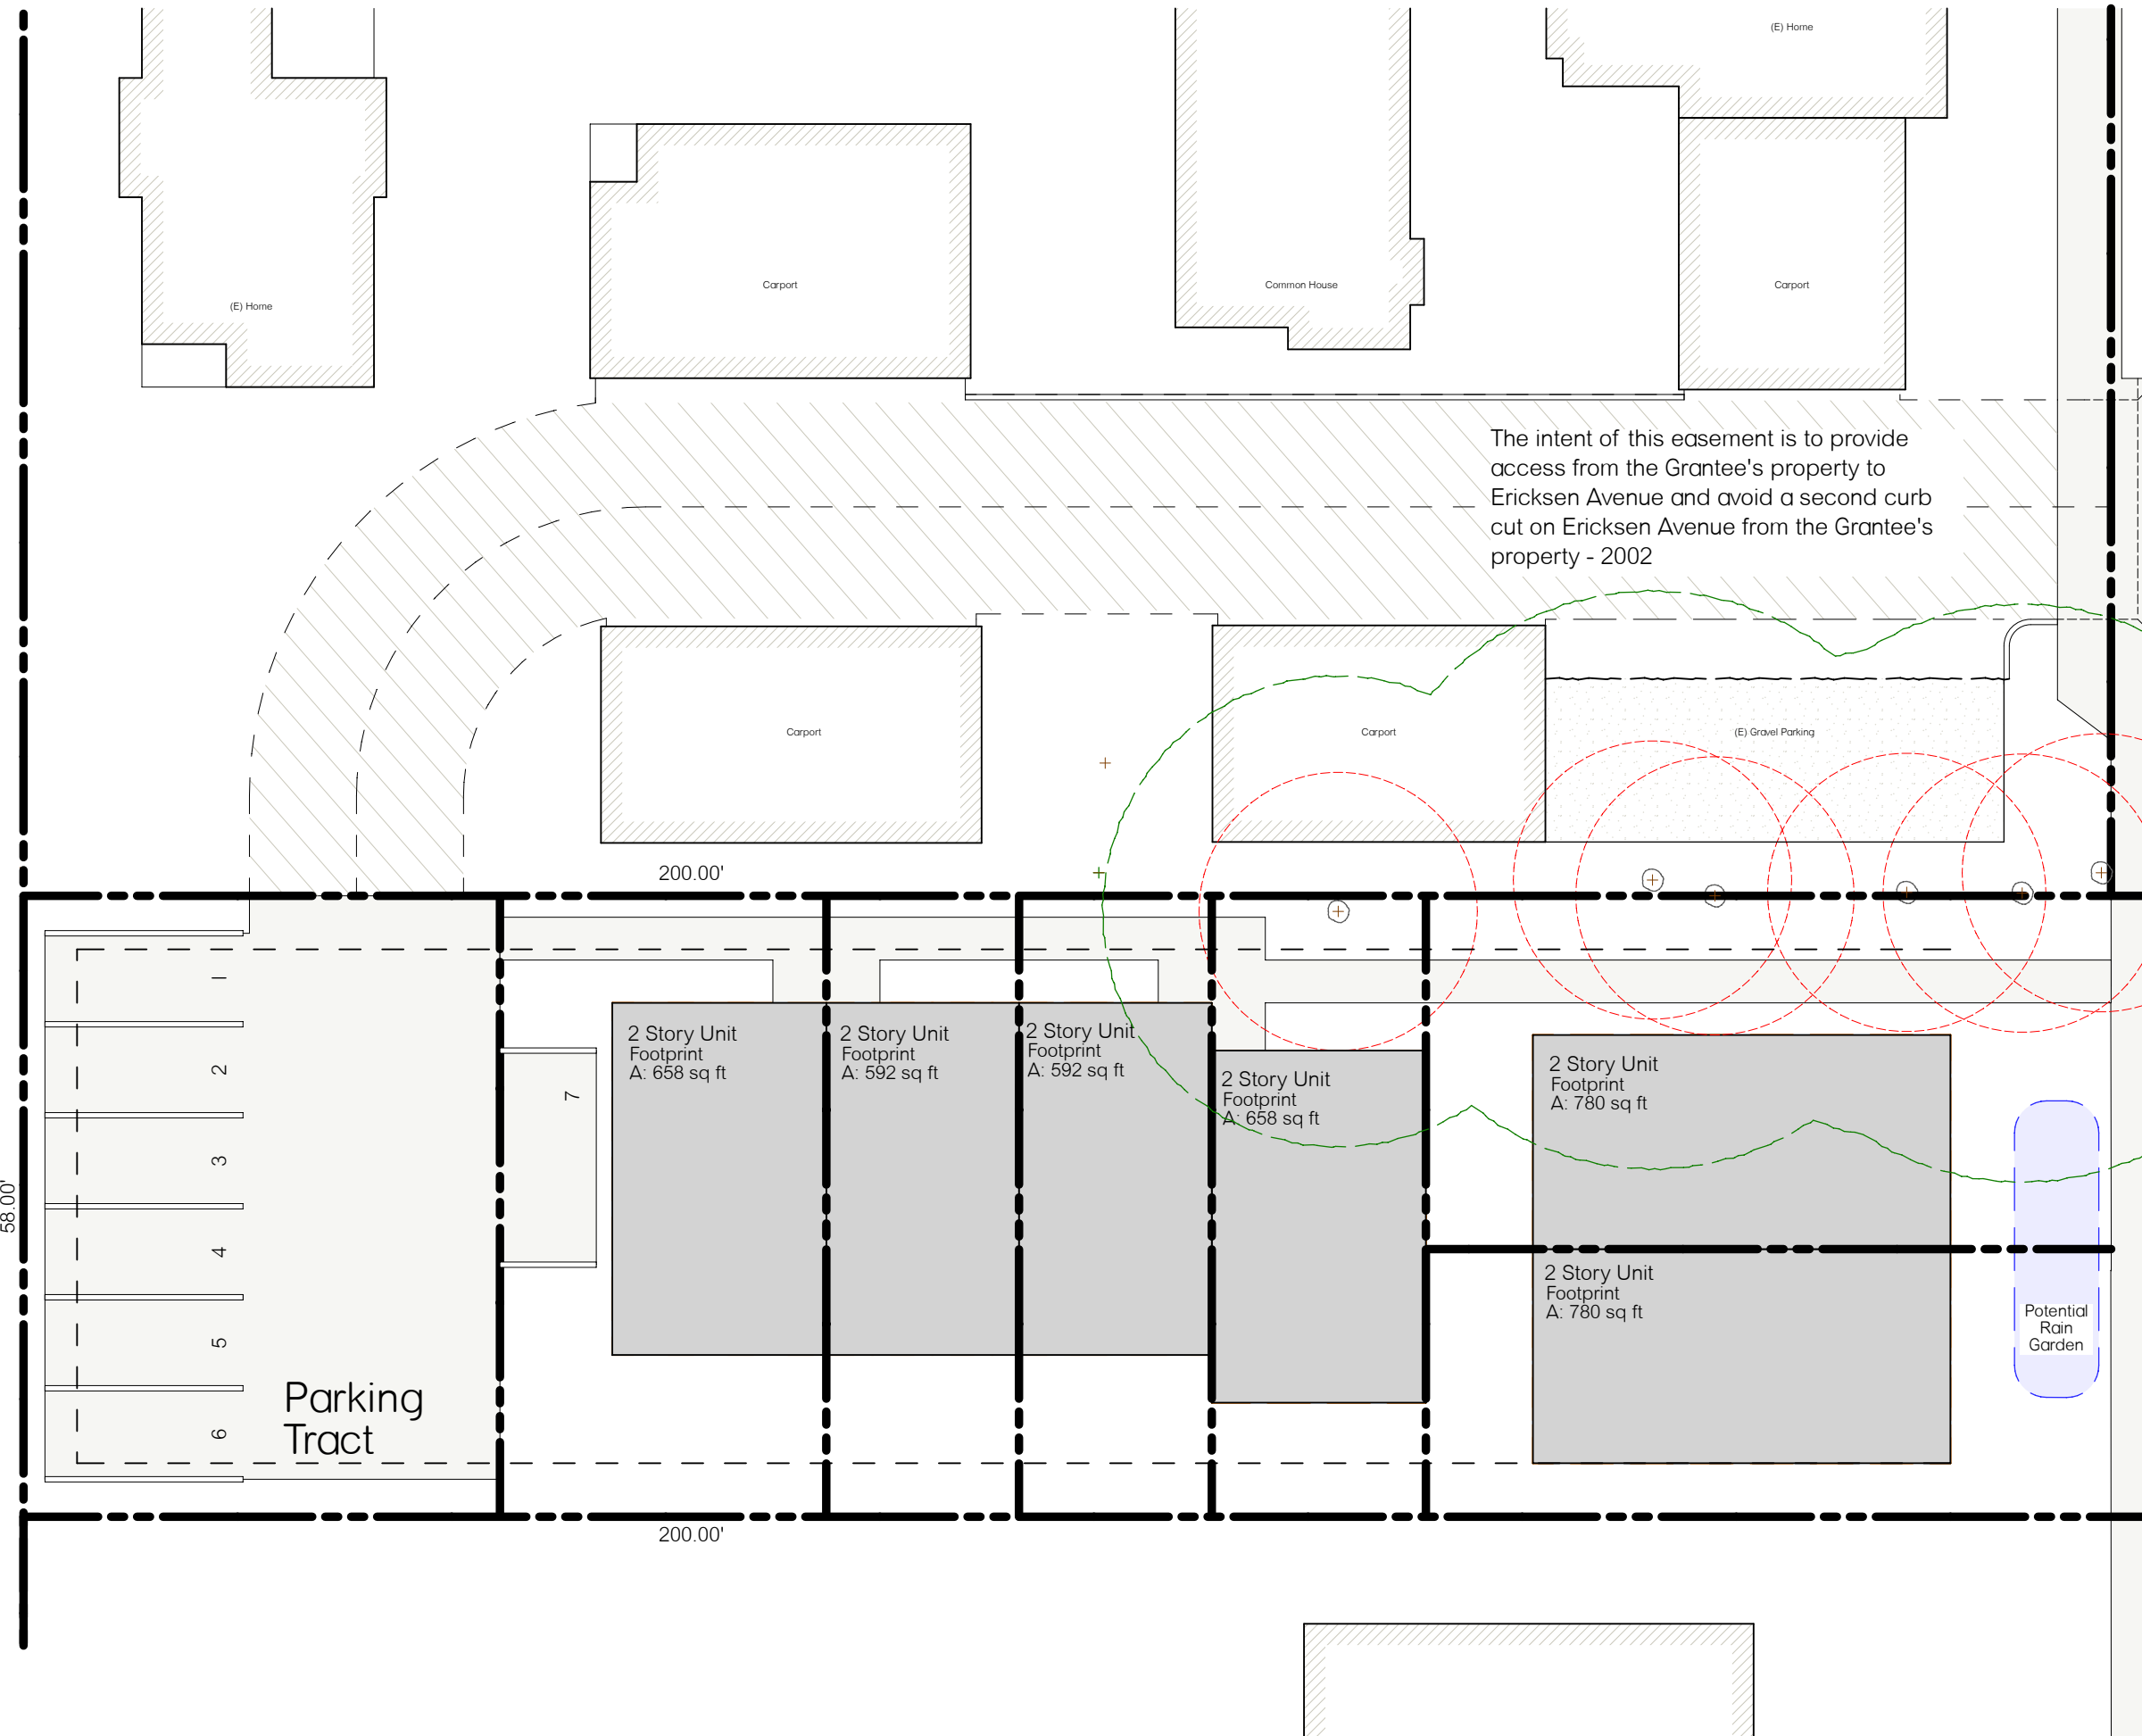 (E) Home
Carport
Common House
Carport
(E) Home
The intent of this easement is to provide
access from the Grantee's property to
Ericksen Avenue and avoid a second curb
cut on Ericksen Avenue from the Grantee's
property - 2002
Carport
Carport
(E) Gravel Parking
200.00'
1
2
3
4
5
6
7
58.00'
Parking
Tract
2 Story Unit
Footprint
A: 658 sq ft
2 Story Unit
Footprint
A: 592 sq ft
2 Story Unit
Footprint
A: 592 sq ft
2 Story Unit
Footprint
A: 658 sq ft
2 Story Unit
Footprint
A: 780 sq ft
2 Story Unit
Footprint
A: 780 sq ft
Potential
Rain
Garden
200.00'